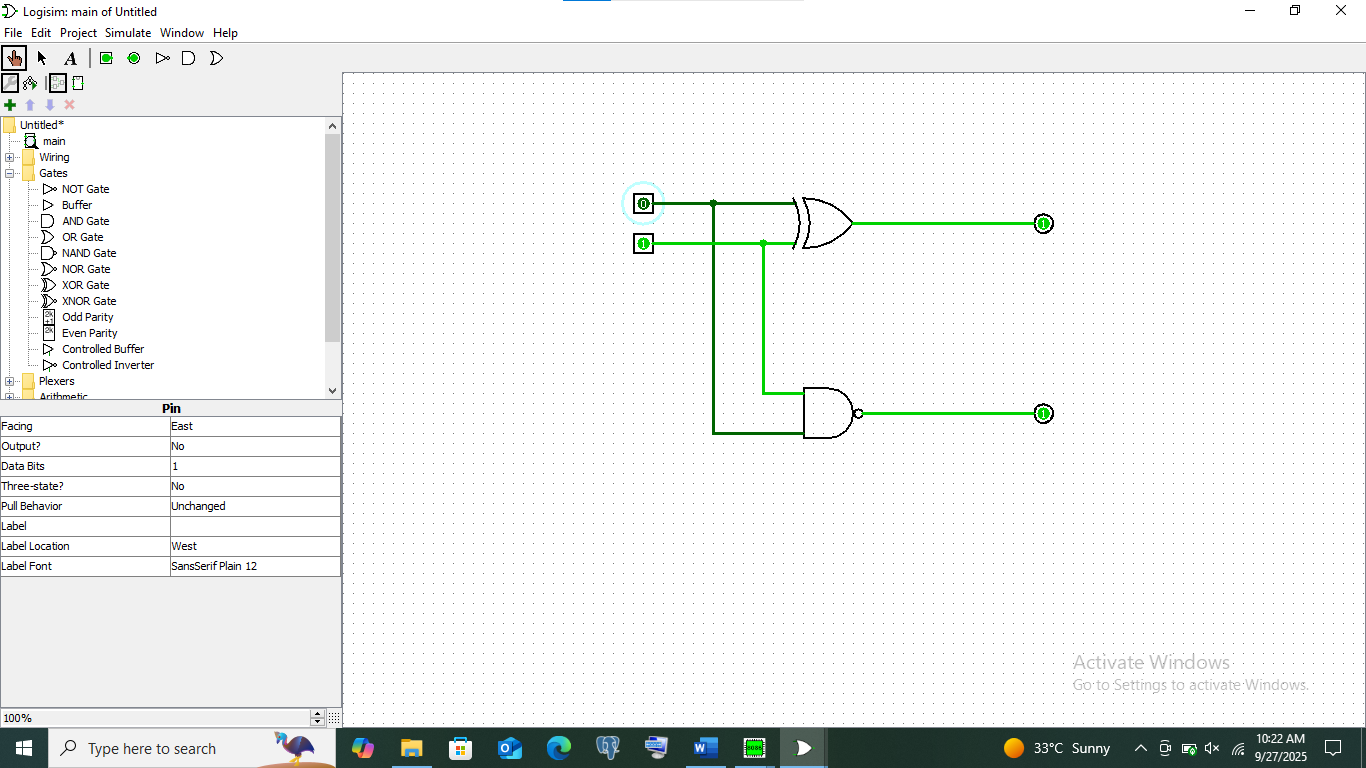 Logisim: main of Untitled
File Edit Project Simulate Window Help
A
Untitled*
main
Wiring
Gates
NOT Gate
Buffer
AND Gate
OR Gate
NAND Gate
NOR Gate
XOR Gate
XNOR Gate
Odd Parity
Even Parity
Controlled Buffer
Controlled Inverter
Plexers
Arithmetic
Pin
Facing East
Output? No
Data Bits 1
Three-state? No
Pull Behavior Unchanged
Label
Label Location West
Label Font SansSerif Plain 12
100%
0
1
1
1
Activate Windows
Go to Settings to activate Windows.
Type here to search
33°C Sunny
10:22 AM
9/27/2025